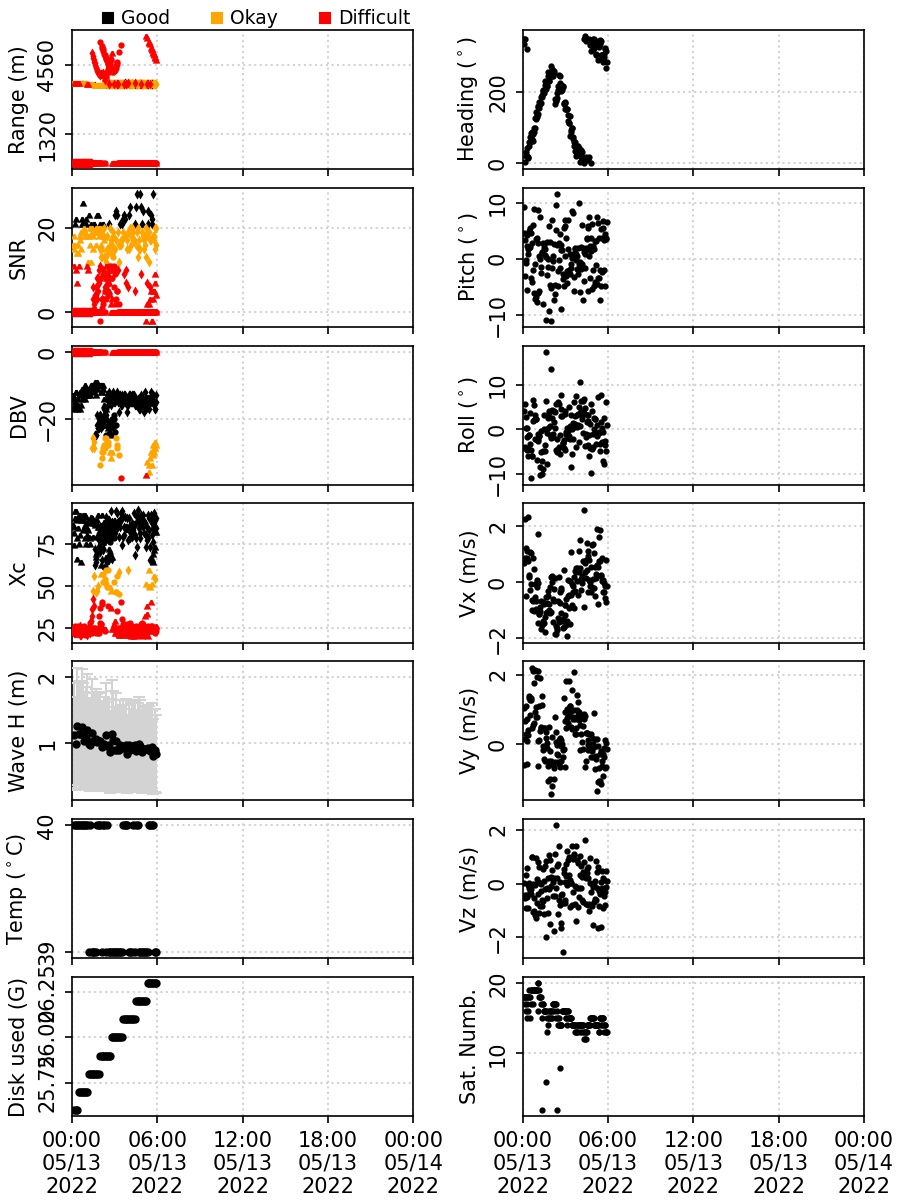 Good Okay Difficult
Range (m)
4560
1320
Heading (°)
200
0
SNR
20
0
Pitch (°)
10
0
−10
DBV
0
−20
Roll (°)
10
0
−10
Xc
75
50
25
Vx (m/s)
2
0
−2
Wave H (m)
2
1
Vy (m/s)
2
0
Temp (°C)
40
39
Vz (m/s)
2
0
−2
Disk used (G)
26.25
26.00
25.75
Sat. Numb.
20
10
00:00 06:00 12:00 18:00 00:00 00:00 06:00 12:00 18:00 00:00
05/13 05/13 05/13 05/13 05/14 05/13 05/13 05/13 05/13 05/14
2022 2022 2022 2022 2022 2022 2022 2022 2022 2022